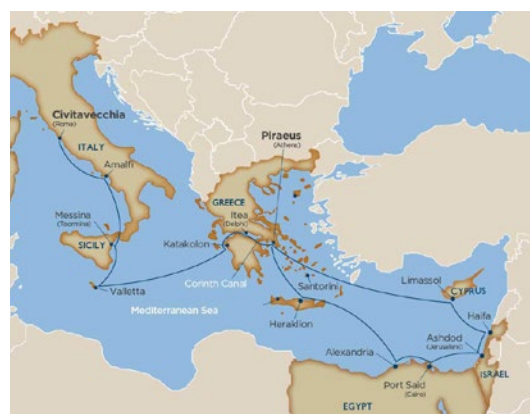 Civitavecchia
(Roma)
ITALY
Amalfi
Messina
(Taormina)
SICILY
Valletta
Mediterranean Sea
GREECE
Itea
(Delphi)
Katakolon
Corinth Canal
Piraeus
(Athens)
Santorini
Heraklion
Limassol
CYPRUS
Haifa
Ashdod
(Jerusalem)
ISRAEL
Alexandria
Port Said
(Cairo)
EGYPT